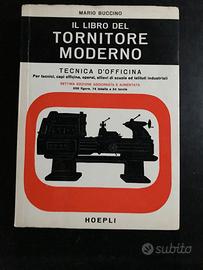 MARIO BUCCINO
IL LIBRO DEL
TORNITORE
MODERNO
TECNICA D'OFFICINA
Per tecnici, capi officina, operai, allievi di scuole ed istituti industriali
SETTIMA EDIZIONE AGGIORNATA E AUMENTATA
HOEPLI
subito